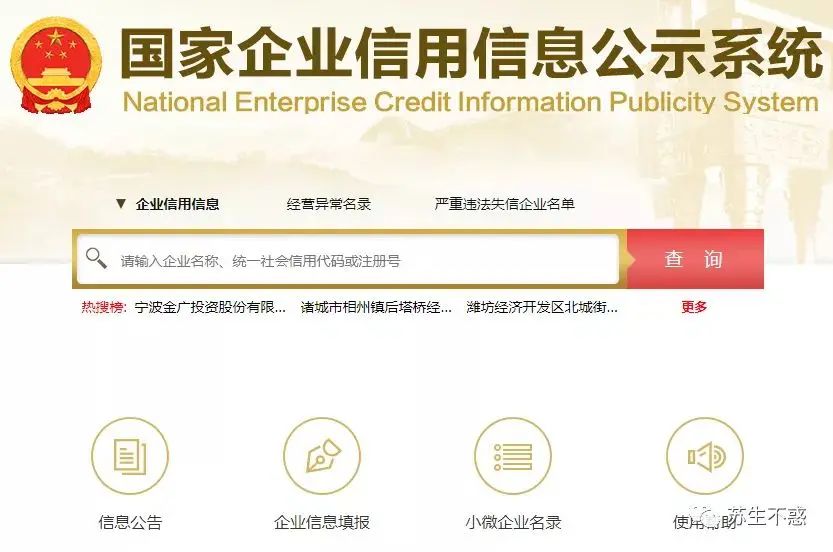 国家企业信用信息公示系统
National Enterprise Credit Information Publicity System
▼ 企业信用信息 经营异常名录 严重违法失信企业名单
请输入企业名称、统一社会信用代码或注册号 查 询
热搜榜: 宁波金广投资股份有限... 诸城市相州镇后塔桥经... 潍坊经济开发区北城街... 更多
信息公告 企业信息填报 小微企业名录 使用帮助
苏生不惑